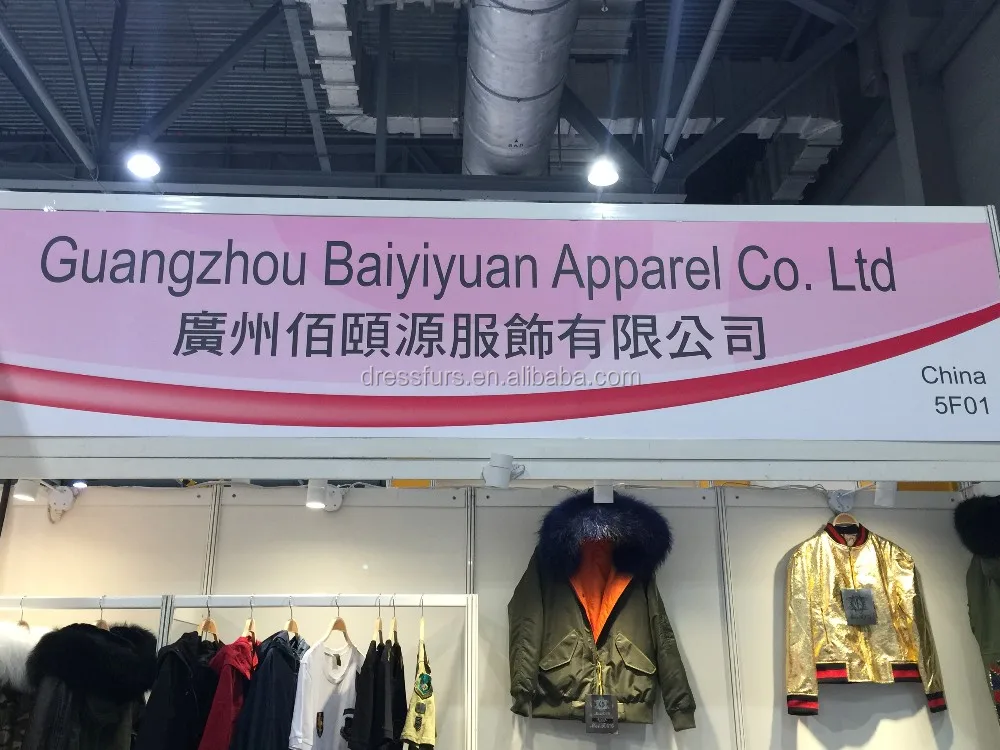 Guangzhou Baiyiyuan Apparel Co. Ltd
廣州佰頤源服飾有限公司
dressfurs.en.alibaba.com
China
5F01